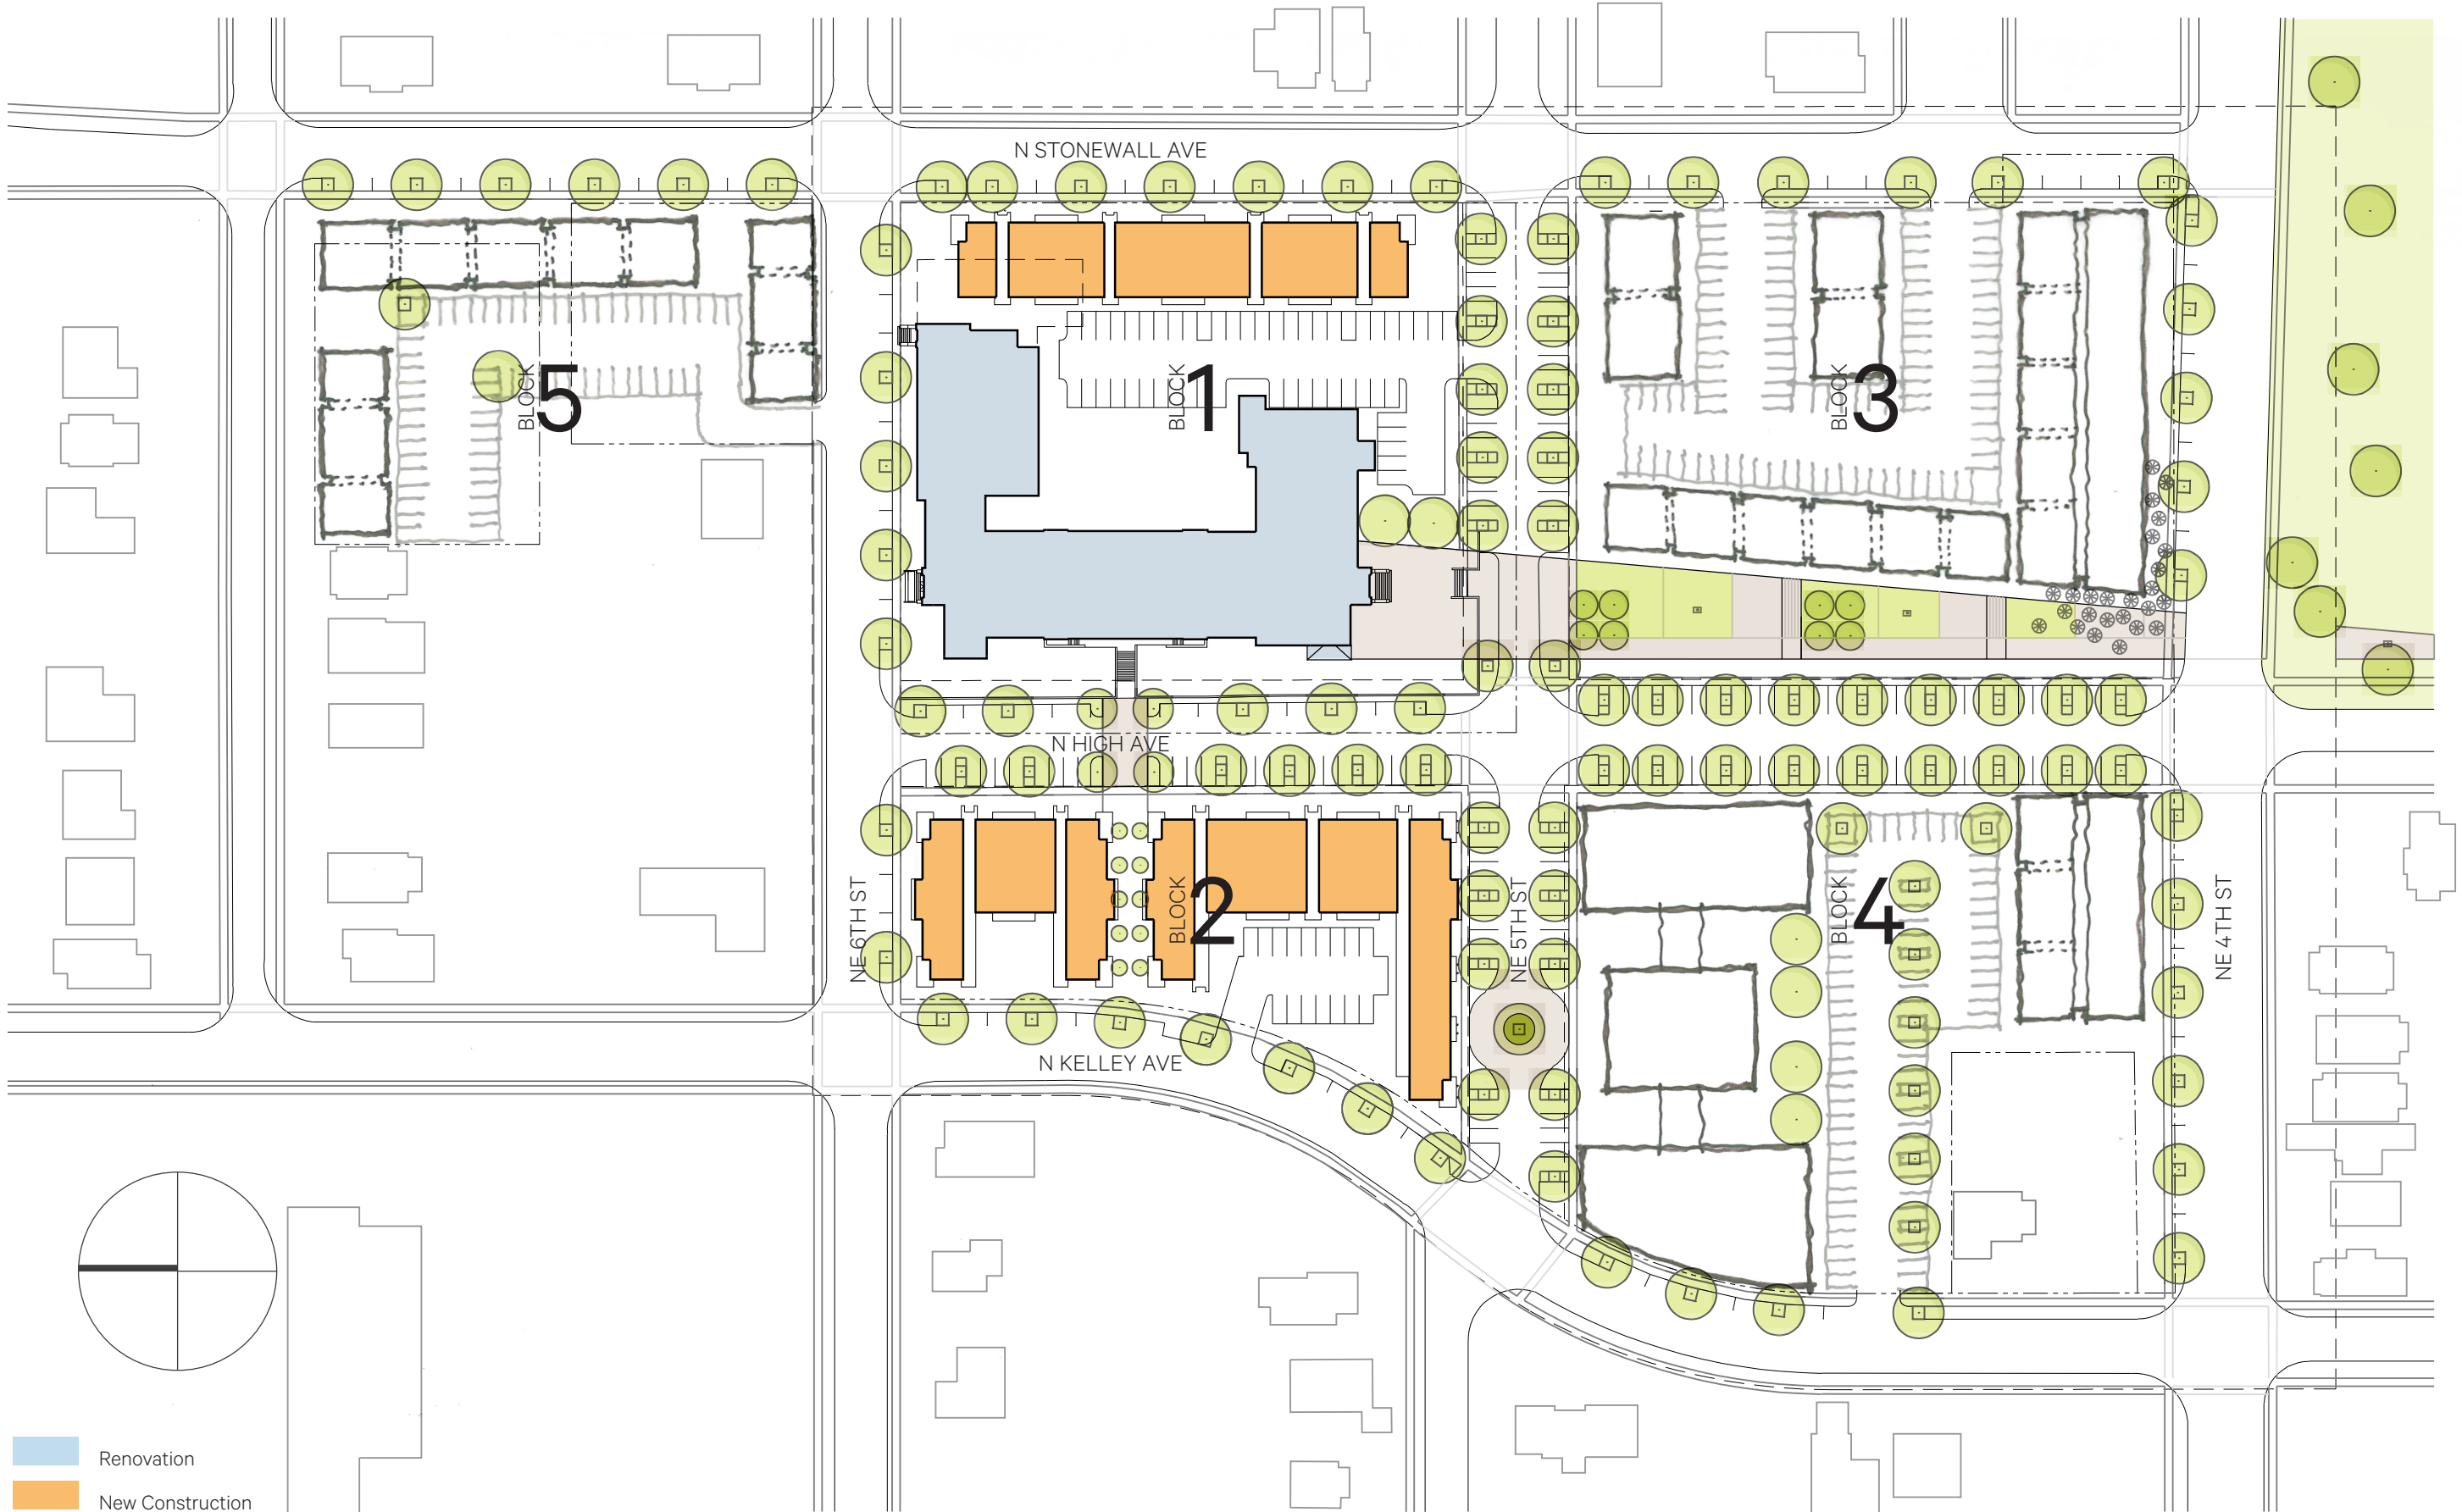 N STONEWALL AVE
BLOCK 5
BLOCK 1
BLOCK 3
N HIGH AVE
NE 6TH ST
BLOCK 2
NE 5TH ST
BLOCK 4
NE 4TH ST
N KELLEY AVE
Renovation
New Construction